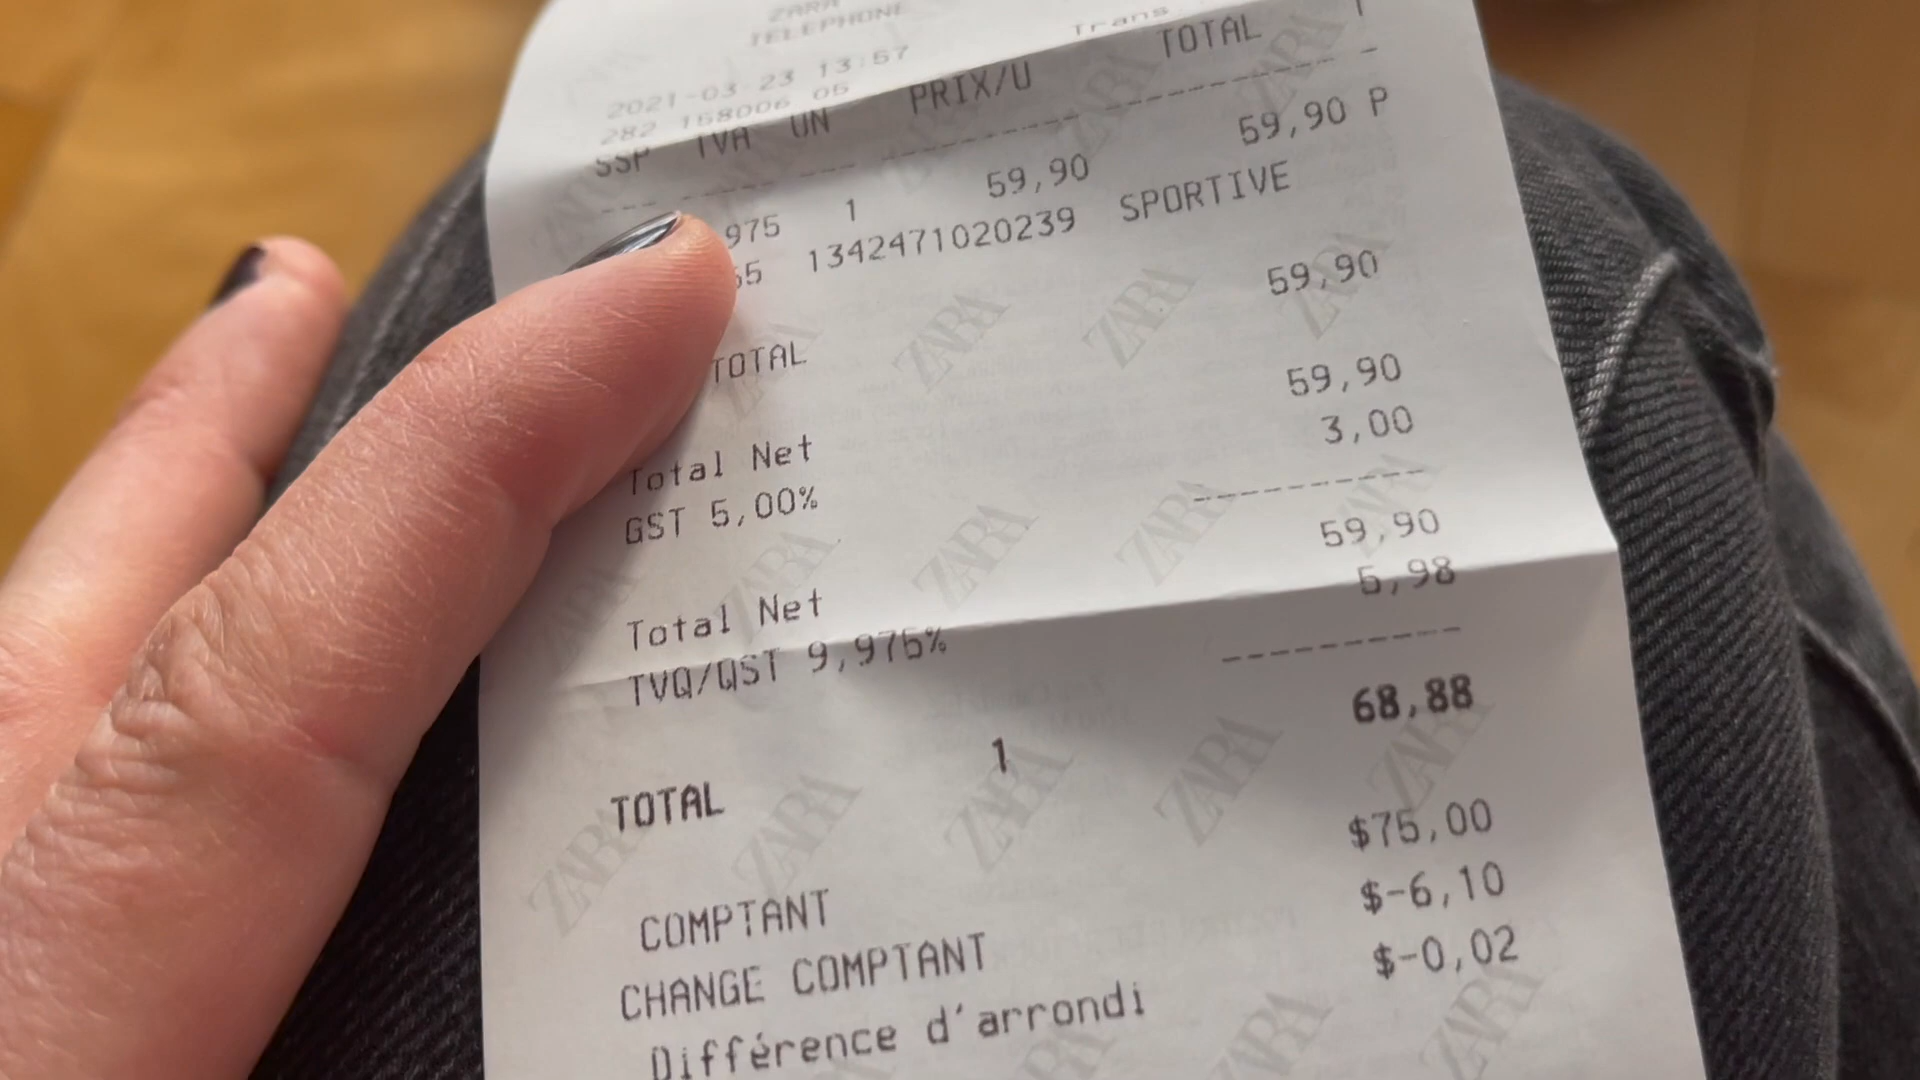 ZARA
TELEPHONE
2021-03-23 13:57 Trans
282 158006 05
SSP TVA UN PRIX/U TOTAL
975 1 59,90 59,90 P
1342471020239 SPORTIVE
TOTAL 59,90
Total Net 59,90
GST 5,00% 3,00
Total Net 59,90
TVQ/QST 9,975% 5,98
TOTAL 1 68,88
COMPTANT $75,00
CHANGE COMPTANT $-6,10
Différence d'arrondi $-0,02